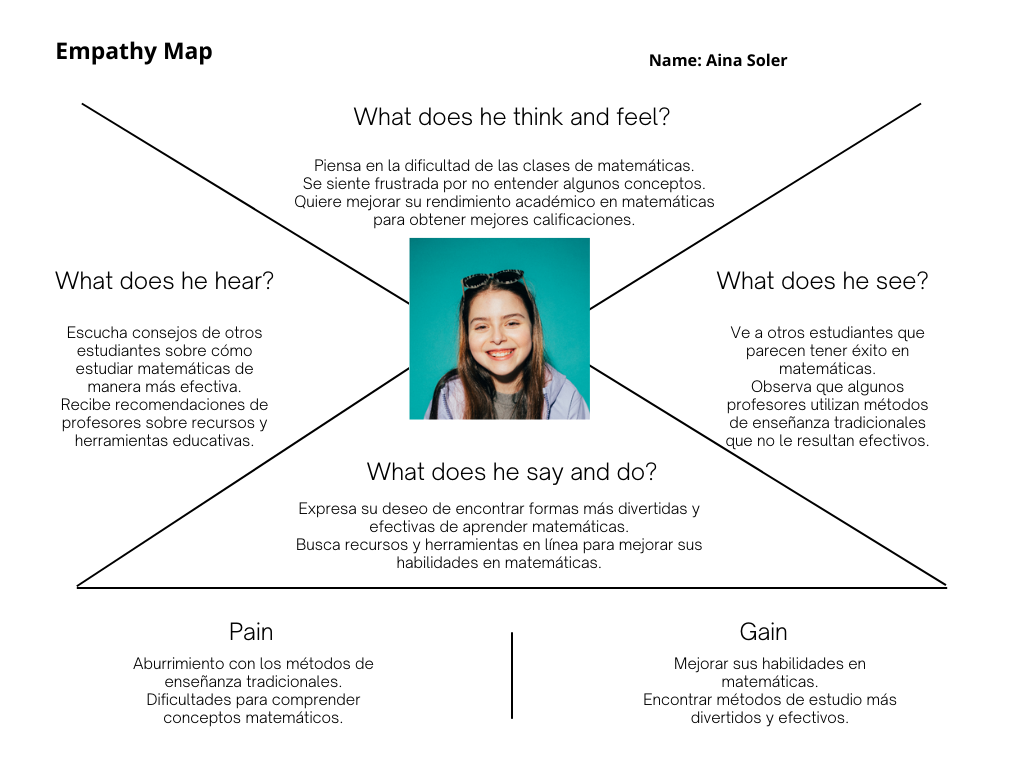 Empathy Map
Name: Aina Soler
What does he think and feel?
Piensa en la dificultad de las clases de matemáticas.
Se siente frustrada por no entender algunos conceptos.
Quiere mejorar su rendimiento académico en matemáticas
para obtener mejores calificaciones.
What does he hear?
Escucha consejos de otros
estudiantes sobre cómo
estudiar matemáticas de
manera más efectiva.
Recibe recomendaciones de
profesores sobre recursos y
herramientas educativas.
What does he see?
Ve a otros estudiantes que
parecen tener éxito en
matemáticas.
Observa que algunos
profesores utilizan métodos
de enseñanza tradicionales
que no le resultan efectivos.
What does he say and do?
Expresa su deseo de encontrar formas más divertidas y
efectivas de aprender matemáticas.
Busca recursos y herramientas en línea para mejorar sus
habilidades en matemáticas.
Pain
Aburrimiento con los métodos de
enseñanza tradicionales.
Dificultades para comprender
conceptos matemáticos.
Gain
Mejorar sus habilidades en
matemáticas.
Encontrar métodos de estudio más
divertidos y efectivos.